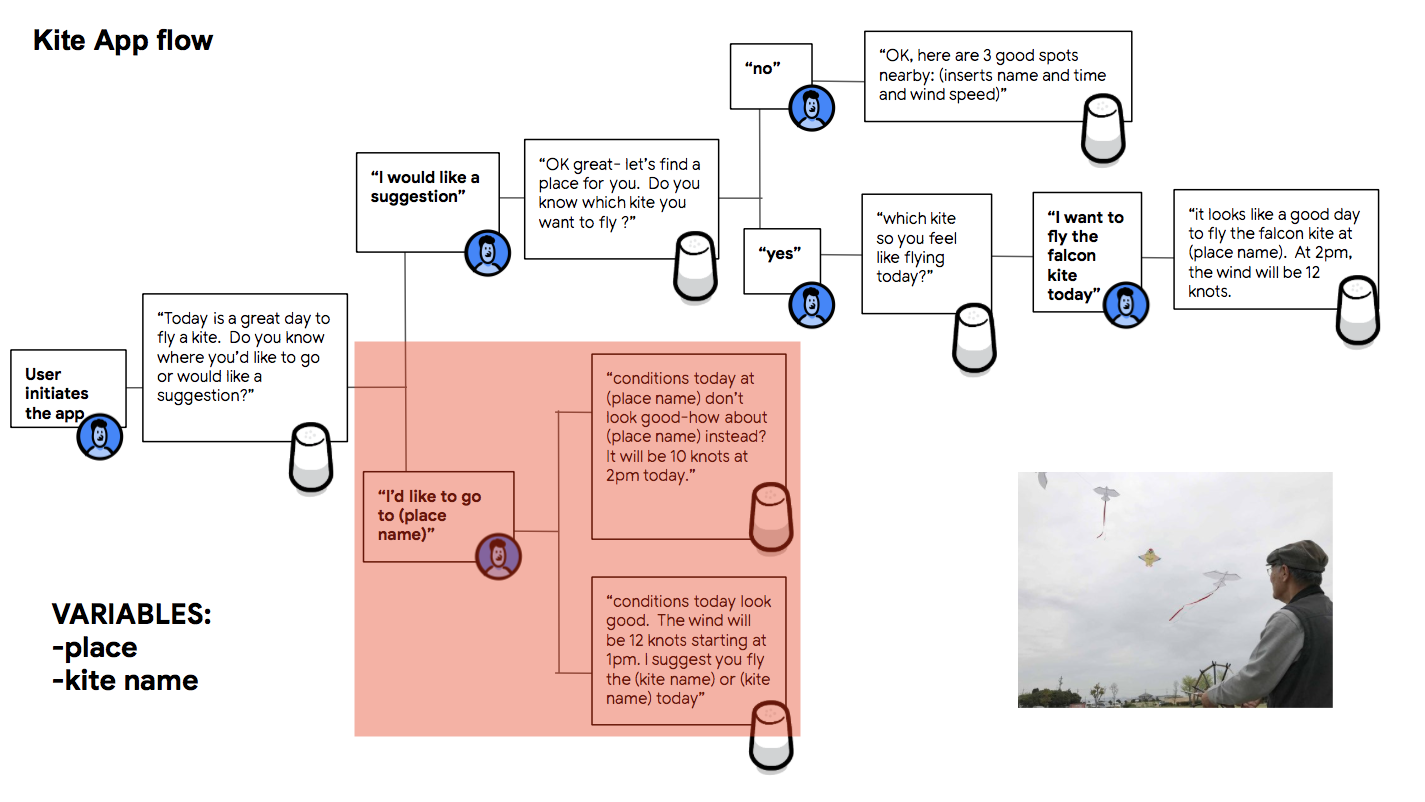 Kite App flow
User
initiates
the app
“Today is a great day to
fly a kite. Do you know
where you’d like to go
or would like a
suggestion?”
“I would like a
suggestion”
“OK great- let’s find a
place for you. Do you
know which kite you
want to fly ?”
“no”
“OK, here are 3 good spots
nearby: (inserts name and time
and wind speed)”
“yes”
“which kite
so you feel
like flying
today?”
“I want to
fly the
falcon
kite
today”
“it looks like a good day
to fly the falcon kite at
(place name). At 2pm,
the wind will be 12
knots.
“I’d like to go
to (place
name)”
“conditions today at
(place name) don’t
look good-how about
(place name) instead?
It will be 10 knots at
2pm today.”
“conditions today look
good. The wind will
be 12 knots starting at
1pm. I suggest you fly
the (kite name) or (kite
name) today”
VARIABLES:
-place
-kite name